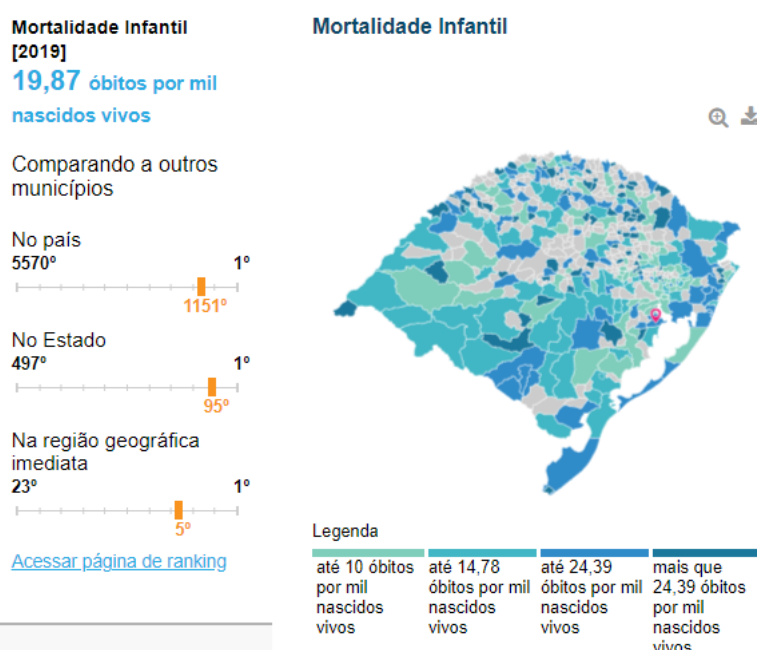 Mortalidade Infantil
[2019]
19,87 óbitos por mil
nascidos vivos
Comparando a outros
municípios
No país
5570º 1º
1151º
No Estado
497º 1º
95º
Na região geográfica
imediata
23º 1º
5º
Acessar página de ranking
Mortalidade Infantil
Legenda
até 10 óbitos
por mil
nascidos
vivos
até 14,78
óbitos por mil
nascidos
vivos
até 24,39
óbitos por mil
nascidos
vivos
mais que
24,39 óbitos
por mil
nascidos
vivos